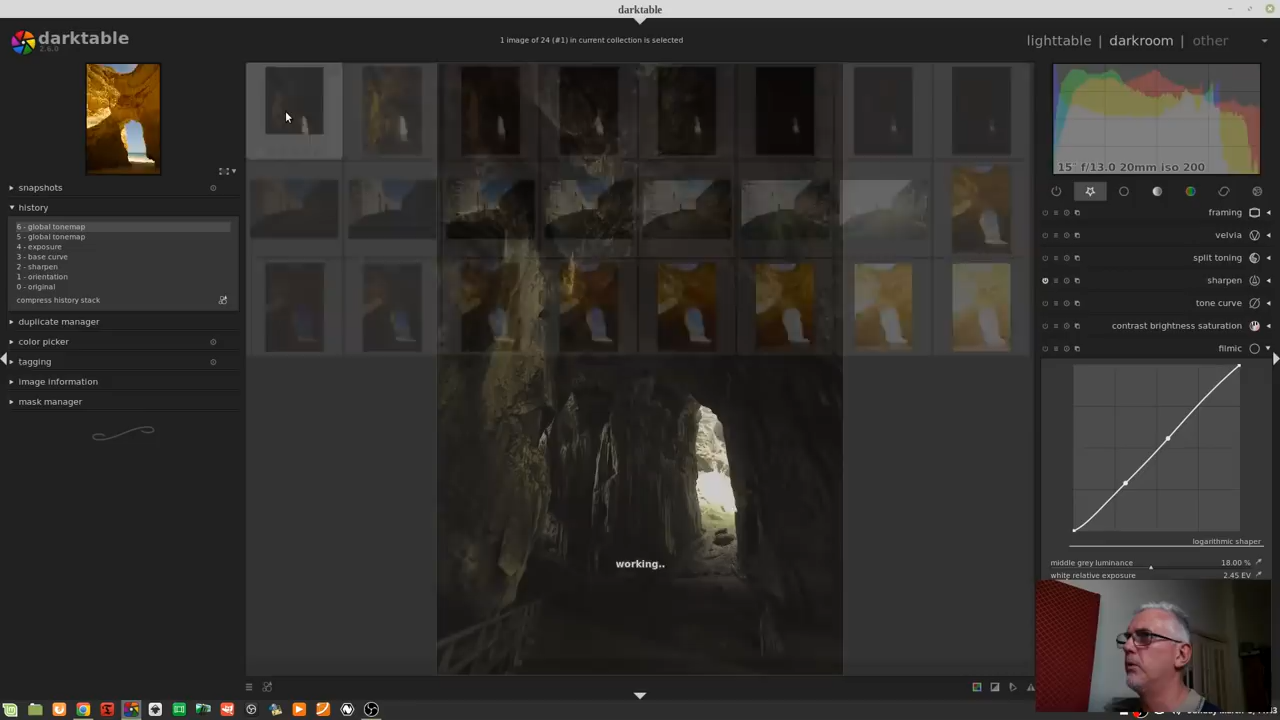 darktable
darktable
2.6.0
1 image of 24 (#1) in current collection is selected
lighttable | darkroom | other
15" f/13.0 20mm iso 200
snapshots
history
6 - global tonemap
5 - global tonemap
4 - exposure
3 - base curve
2 - sharpen
1 - orientation
0 - original
compress history stack
duplicate manager
color picker
tagging
image information
mask manager
framing
velvia
split toning
sharpen
tone curve
contrast brightness saturation
filmic
logarithmic shaper
middle grey luminance 18.00 %
white relative exposure 2.45 EV
working..